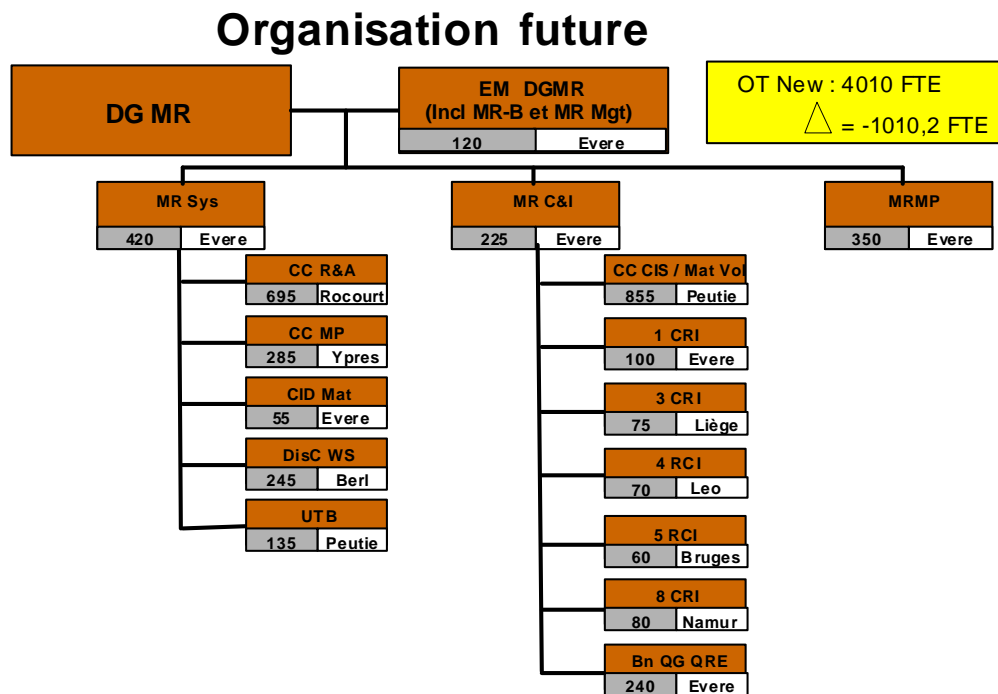 Organisation future
DG MR
EM DGMR
(Incl MR-B et MR Mgt)
120 Evere
OT New : 4010 FTE
= -1010,2 FTE
MR Sys
420 Evere
MR C&I
225 Evere
MRMP
350 Evere
CC R&A
695 Rocourt
CC MP
285 Ypres
CID Mat
55 Evere
DisC WS
245 Berl
UTB
135 Peutie
CC CIS / Mat Vol
855 Peutie
1 CRI
100 Evere
3 CRI
75 Liège
4 RCI
70 Leo
5 RCI
60 Bruges
8 CRI
80 Namur
Bn QG QRE
240 Evere